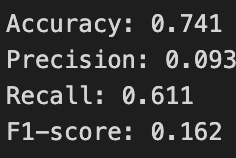 Accuracy: 0.741
Precision: 0.093
Recall: 0.611
F1-score: 0.162